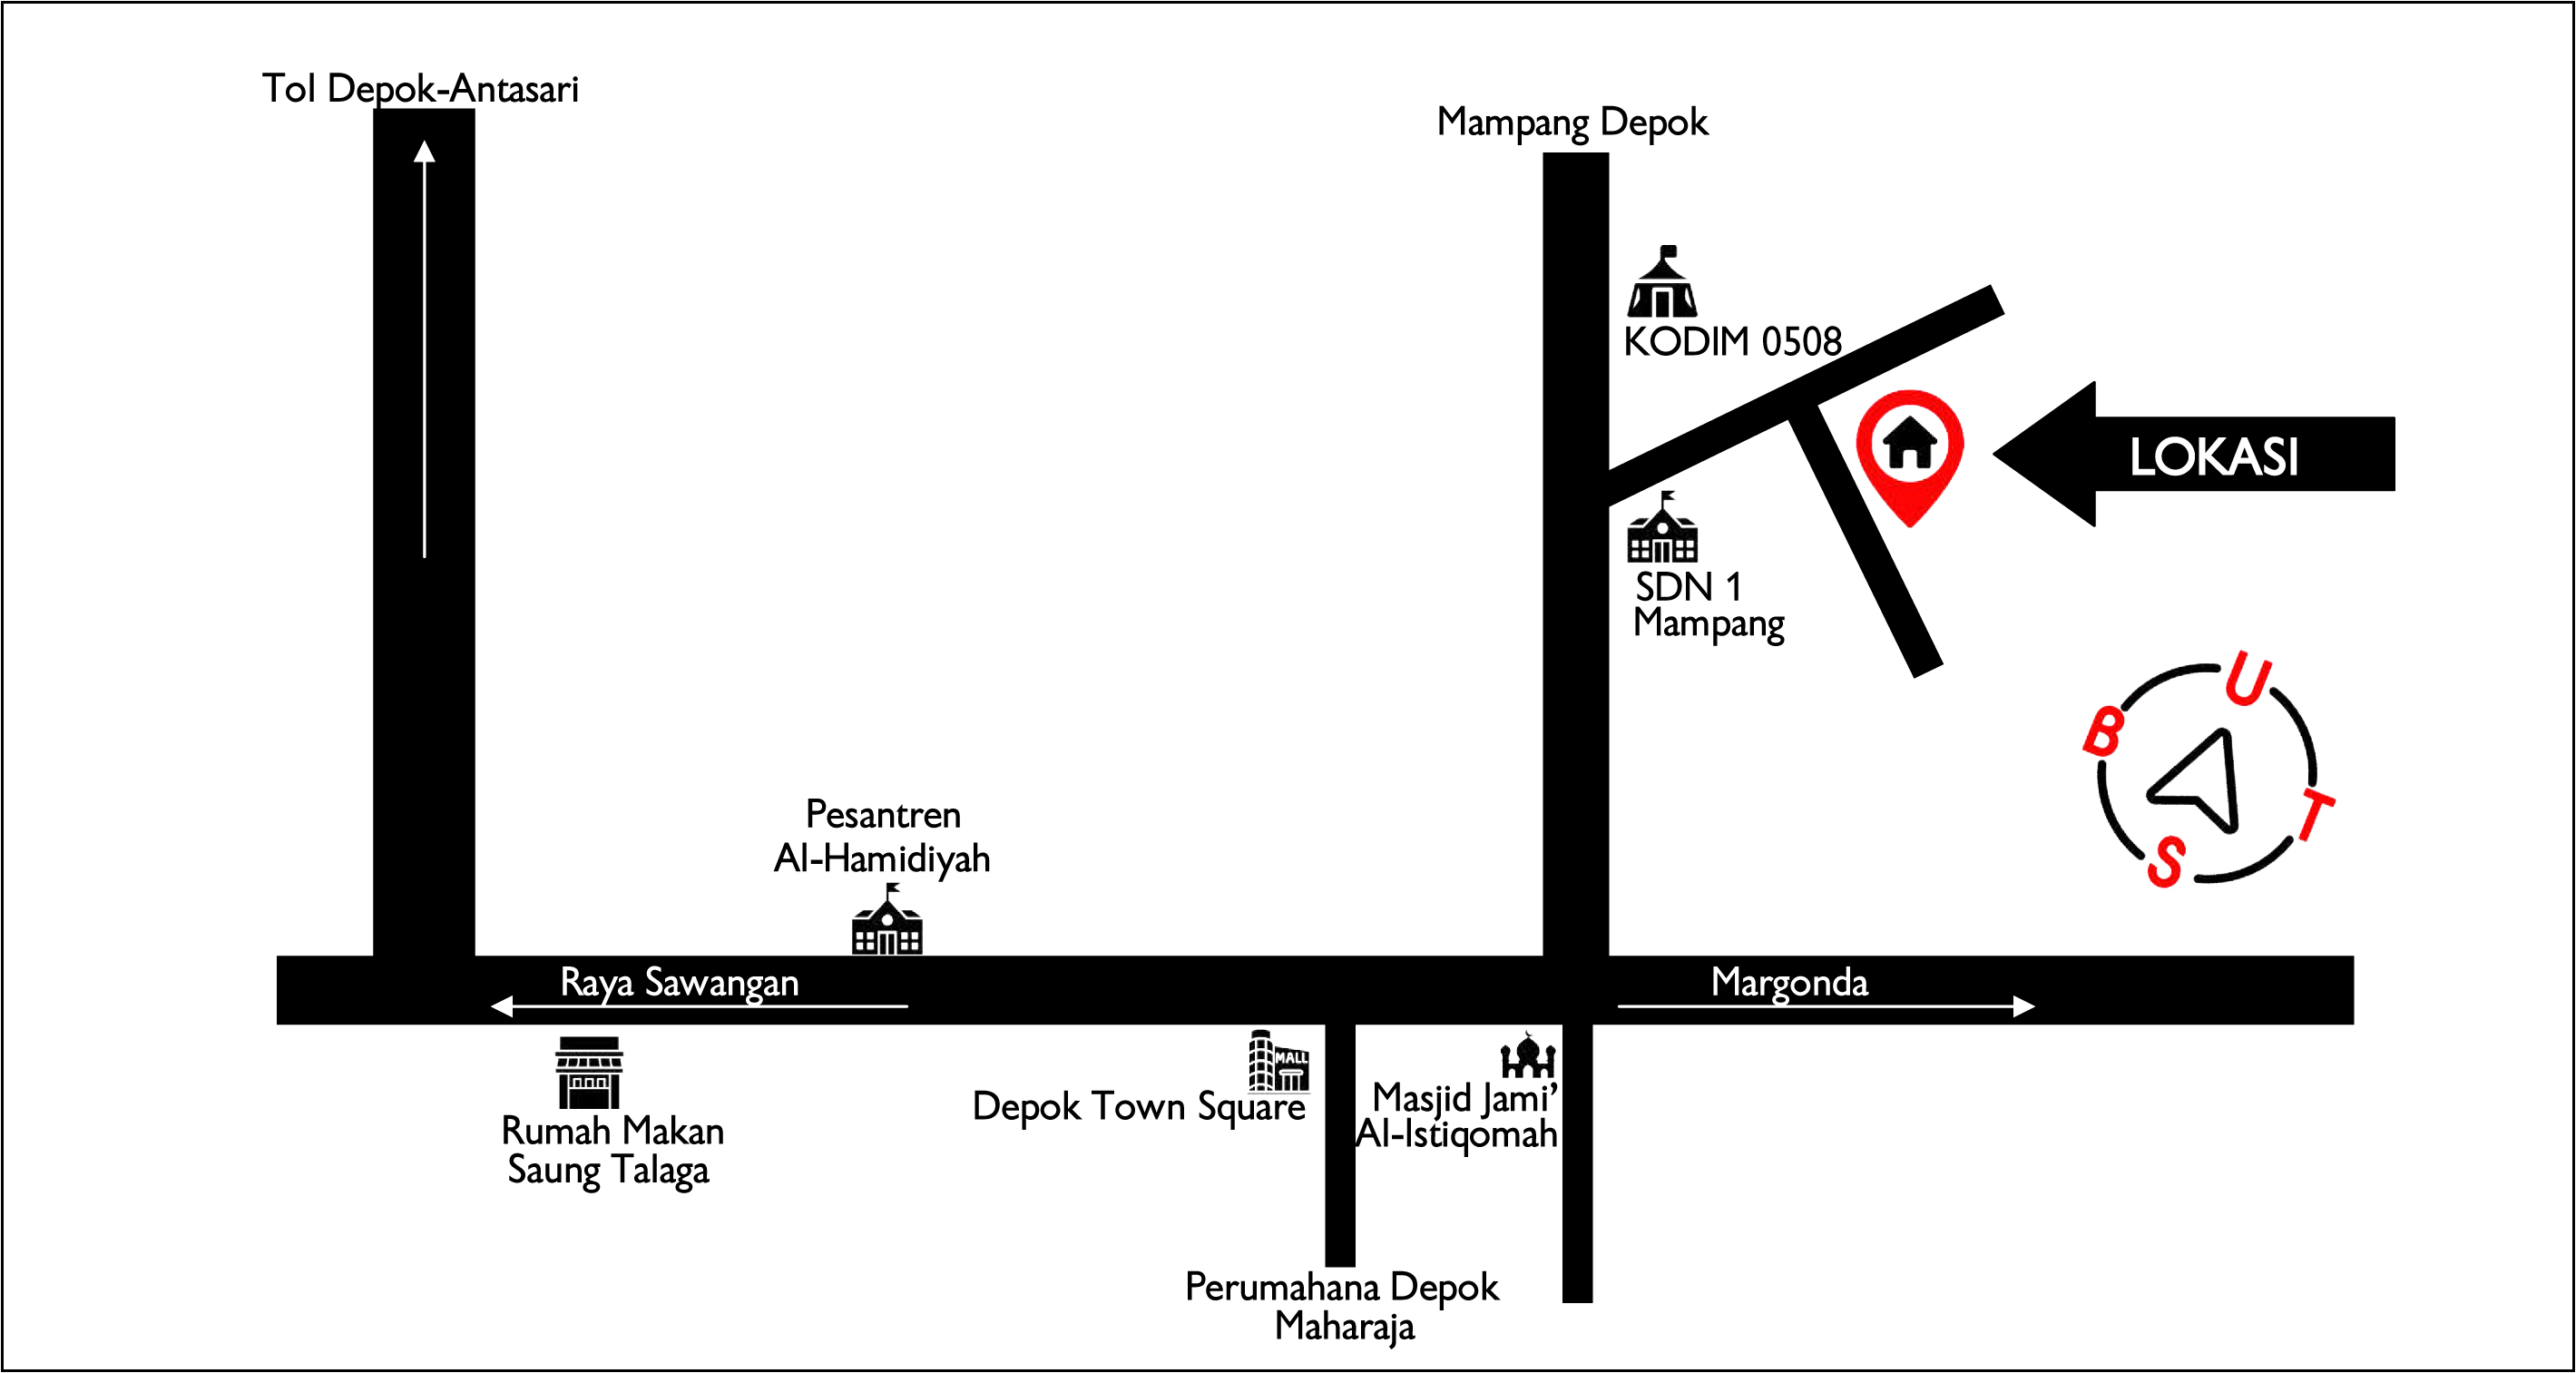 Tol Depok-Antasari
Mampang Depok
KODIM 0508
LOKASI
SDN 1
Mampang
U
B
T
S
Pesantren
Al-Hamidiyah
Raya Sawangan
Margonda
MALL
Depok Town Square
Masjid Jami’
Al-Istiqomah
Rumah Makan
Saung Talaga
Perumahana Depok
Maharaja